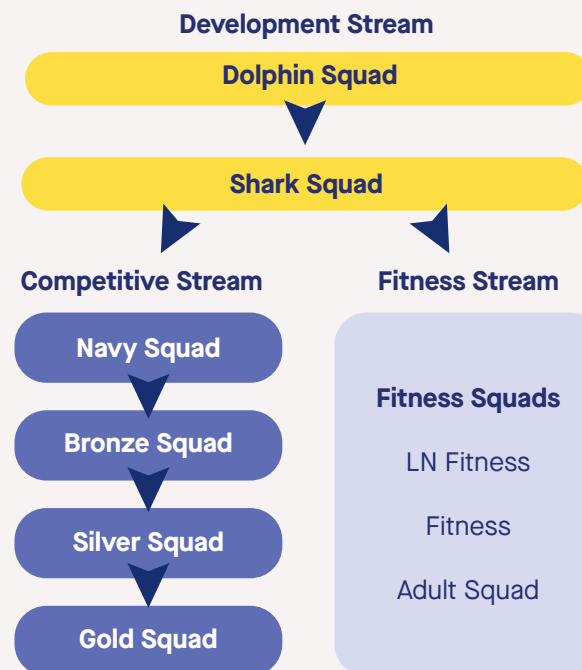 Development Stream
Dolphin Squad
Shark Squad
Competitive Stream
Navy Squad
Bronze Squad
Silver Squad
Gold Squad
Fitness Stream
Fitness Squads
LN Fitness
Fitness
Adult Squad